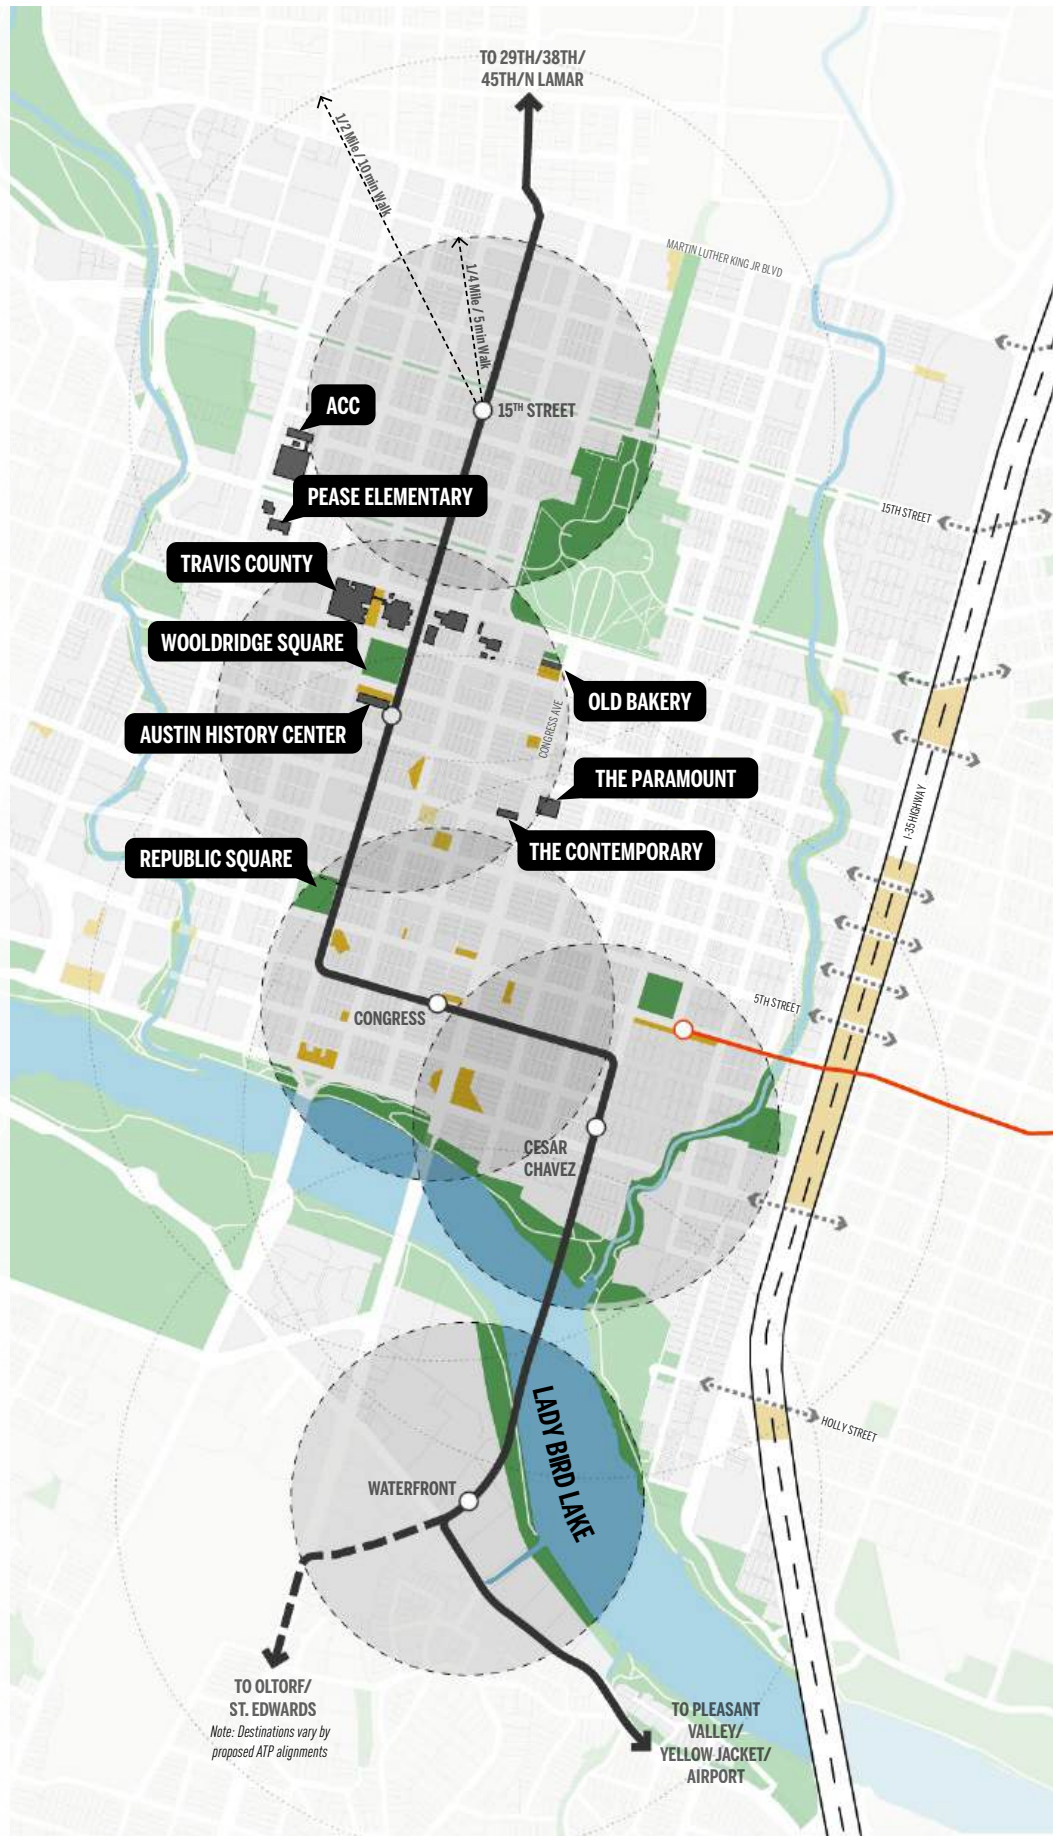 TO 29TH/38TH/
45TH/N LAMAR
1/2 Mile / 10 min Walk
1/4 Mile / 5 min Walk
MARTIN LUTHER KING JR BLVD
ACC
15TH STREET
PEASE ELEMENTARY
15TH STREET
TRAVIS COUNTY
WOOLDRIDGE SQUARE
OLD BAKERY
AUSTIN HISTORY CENTER
CONGRESS AVE
THE PARAMOUNT
I-35 HIGHWAY
THE CONTEMPORARY
REPUBLIC SQUARE
5TH STREET
CONGRESS
CESAR
CHAVEZ
LADY BIRD LAKE
HOLLY STREET
WATERFRONT
TO OLTORF/
ST. EDWARDS
Note: Destinations vary by
proposed ATP alignments
TO PLEASANT
VALLEY/
YELLOW JACKET/
AIRPORT